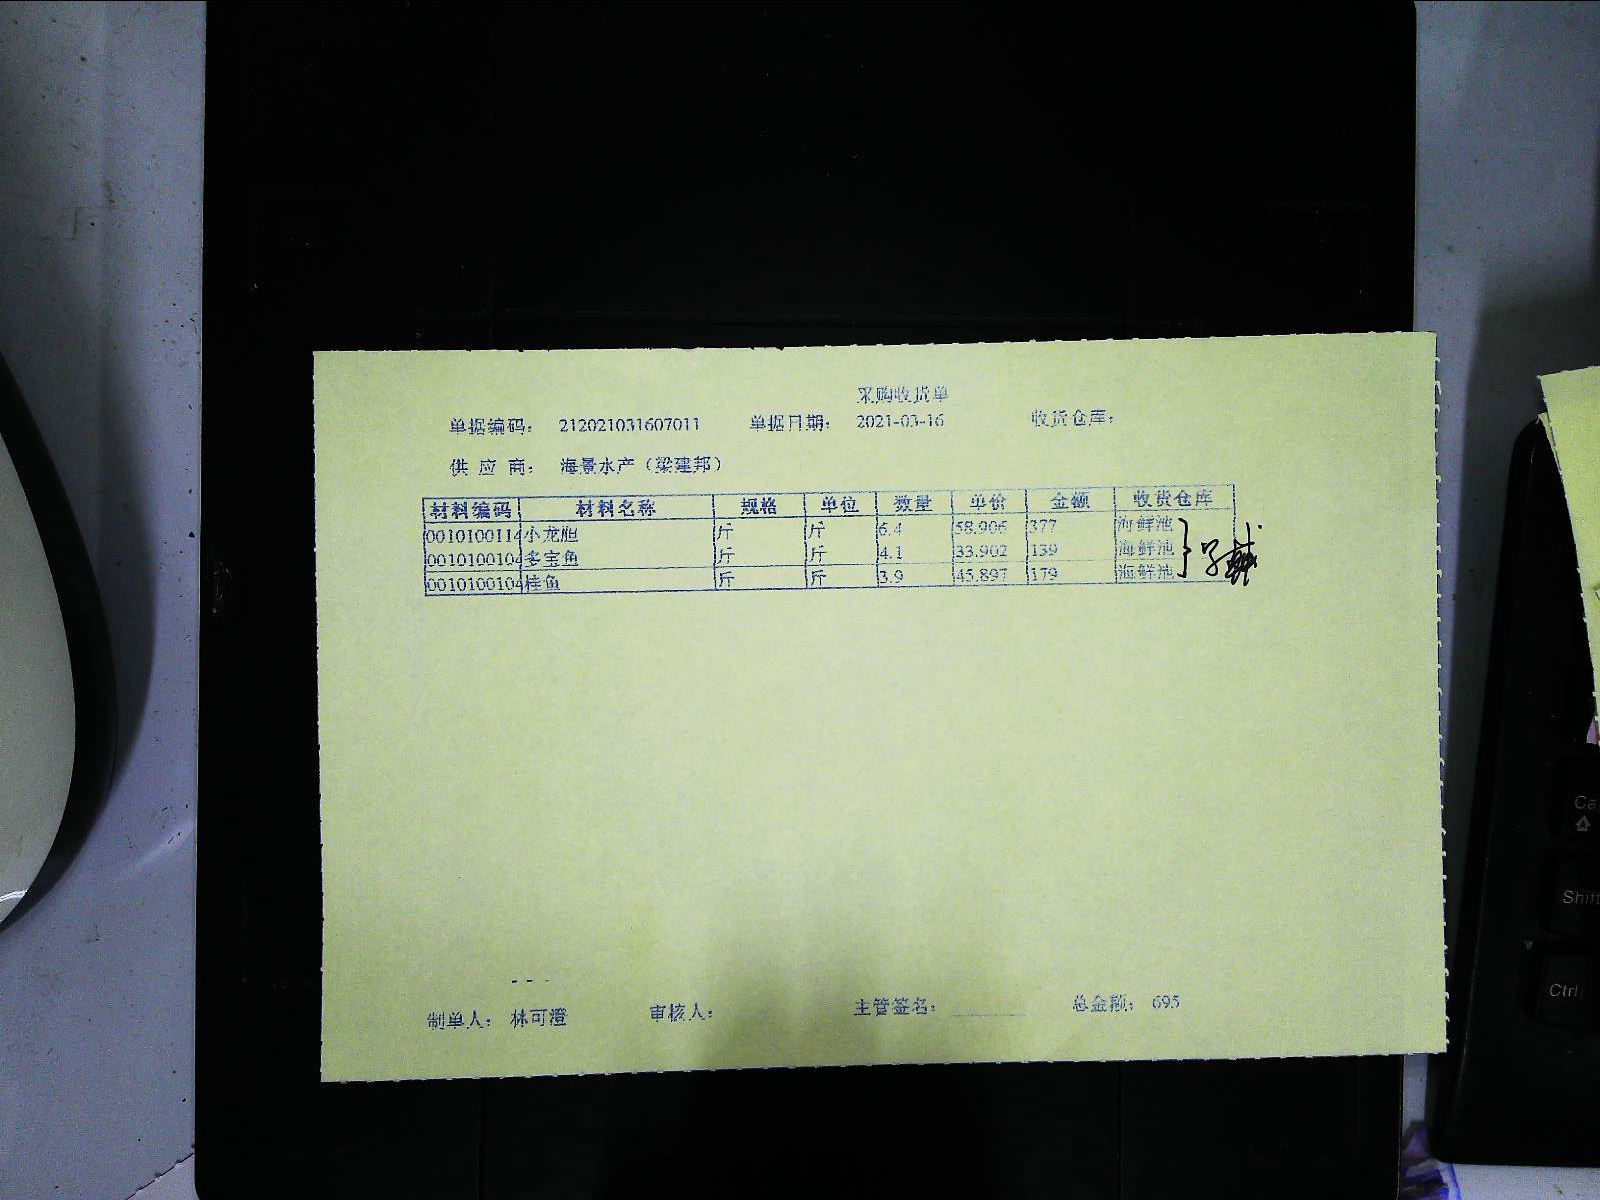 采购收货单
单据编码： 212021031607011 单据日期： 2021-03-16 收货仓库：
供 应 商： 海景水产（梁建邦）
材料编码 材料名称 规格 单位 数量 单价 金额 收货仓库
0010100114 小龙胆 斤 斤 6.4 58.906 377 海鲜池
0010100104 多宝鱼 斤 斤 4.1 33.902 139 海鲜池
0010100104 桂鱼 斤 斤 3.9 45.897 179 海鲜池
制单人： 林可澄 审核人： 主管签名： 总金额： 695
Shift
Ctrl